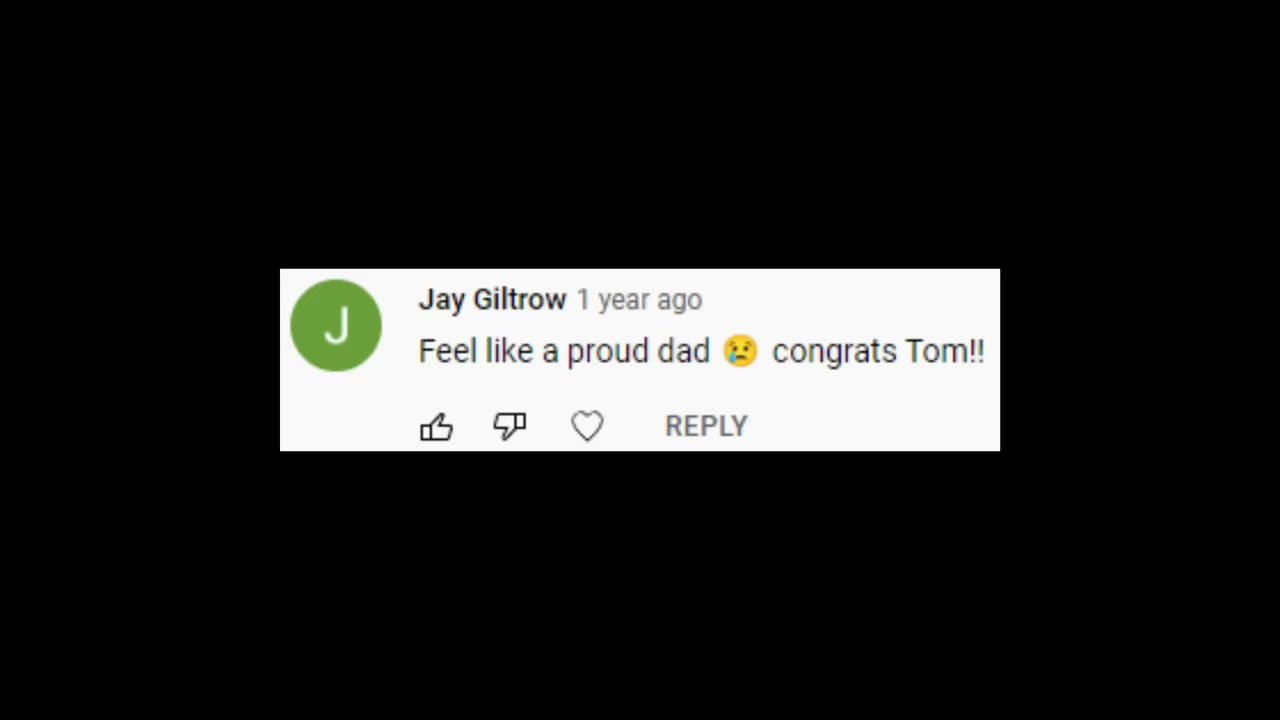 J
Jay Giltrow 1 year ago
Feel like a proud dad 😢 congrats Tom!!
REPLY